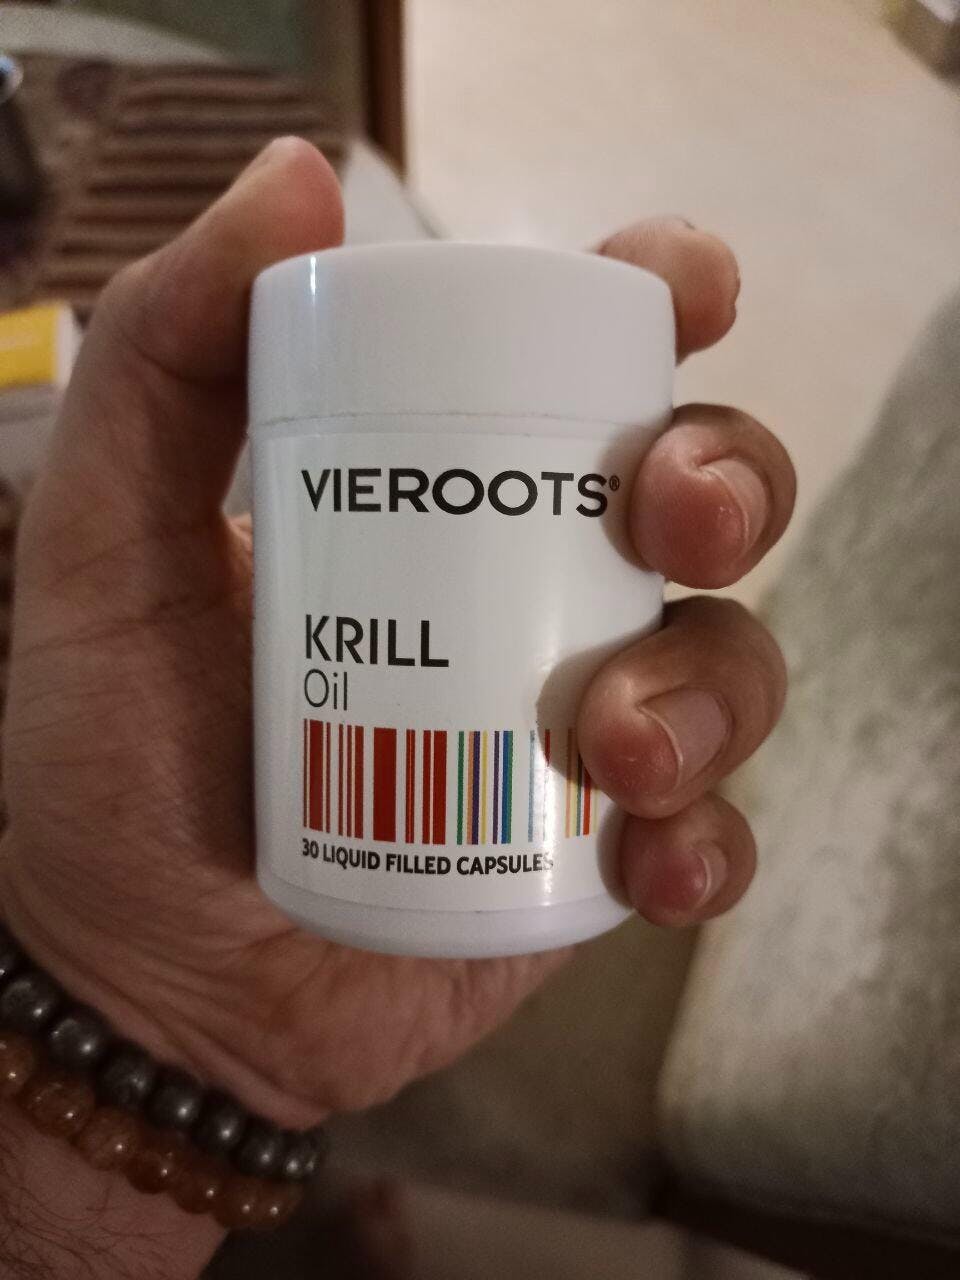 VIEROOTS®
KRILL
Oil
30 LIQUID FILLED CAPSULES